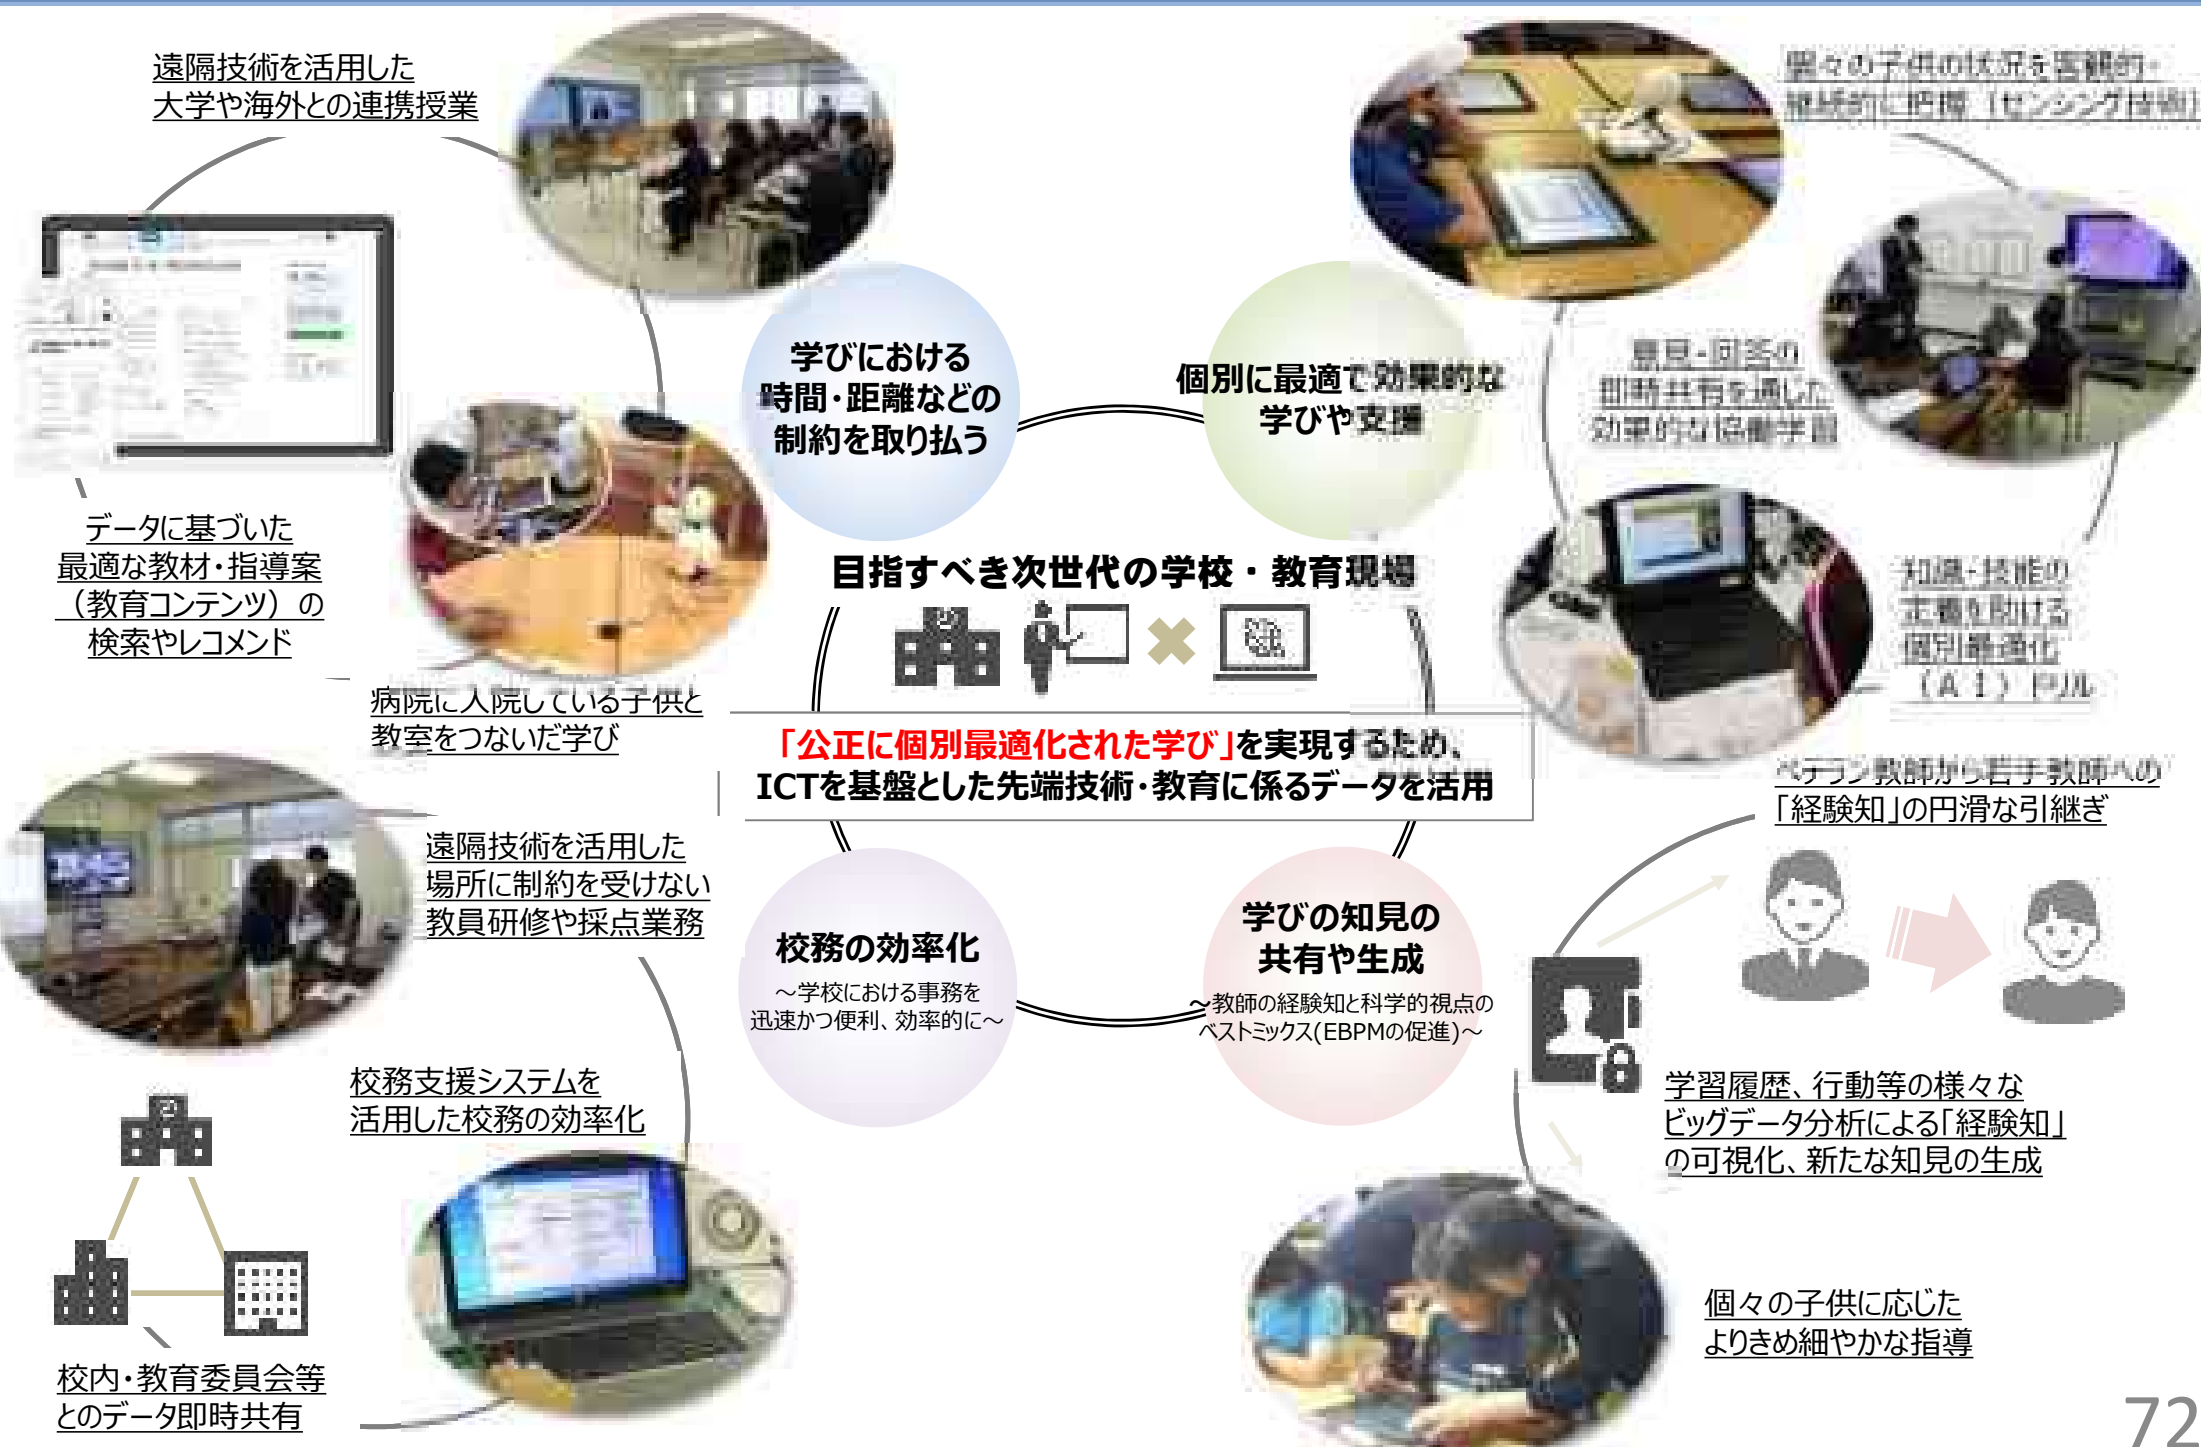 遠隔技術を活用した
大学や海外との連携授業
個々の子供の状況を客観的・
継続的に把握（センシング技術）
学びにおける
時間・距離などの
制約を取り払う
個別に最適で効果的な
学びや支援
意見・回答の
即時共有を通じた
効果的な協働学習
データに基づいた
最適な教材・指導案
（教育コンテンツ）の
検索やレコメンド
目指すべき次世代の学校・教育現場
知識・技能の
定着を助ける
個別最適化
（ＡＩ）ドリル
病院に入院している子供と
教室をつないだ学び
「公正に個別最適化された学び」を実現するため、
ICTを基盤とした先端技術・教育に係るデータを活用
ベテラン教師から若手教師への
「経験知」の円滑な引継ぎ
遠隔技術を活用した
場所に制約を受けない
教員研修や採点業務
校務の効率化
～学校における事務を
迅速かつ便利、効率的に～
学びの知見の
共有や生成
～教師の経験知と科学的視点の
ベストミックス(EBPMの促進)～
校務支援システムを
活用した校務の効率化
学習履歴、行動等の様々な
ビッグデータ分析による「経験知」
の可視化、新たな知見の生成
校内・教育委員会等
とのデータ即時共有
個々の子供に応じた
よりきめ細やかな指導
72